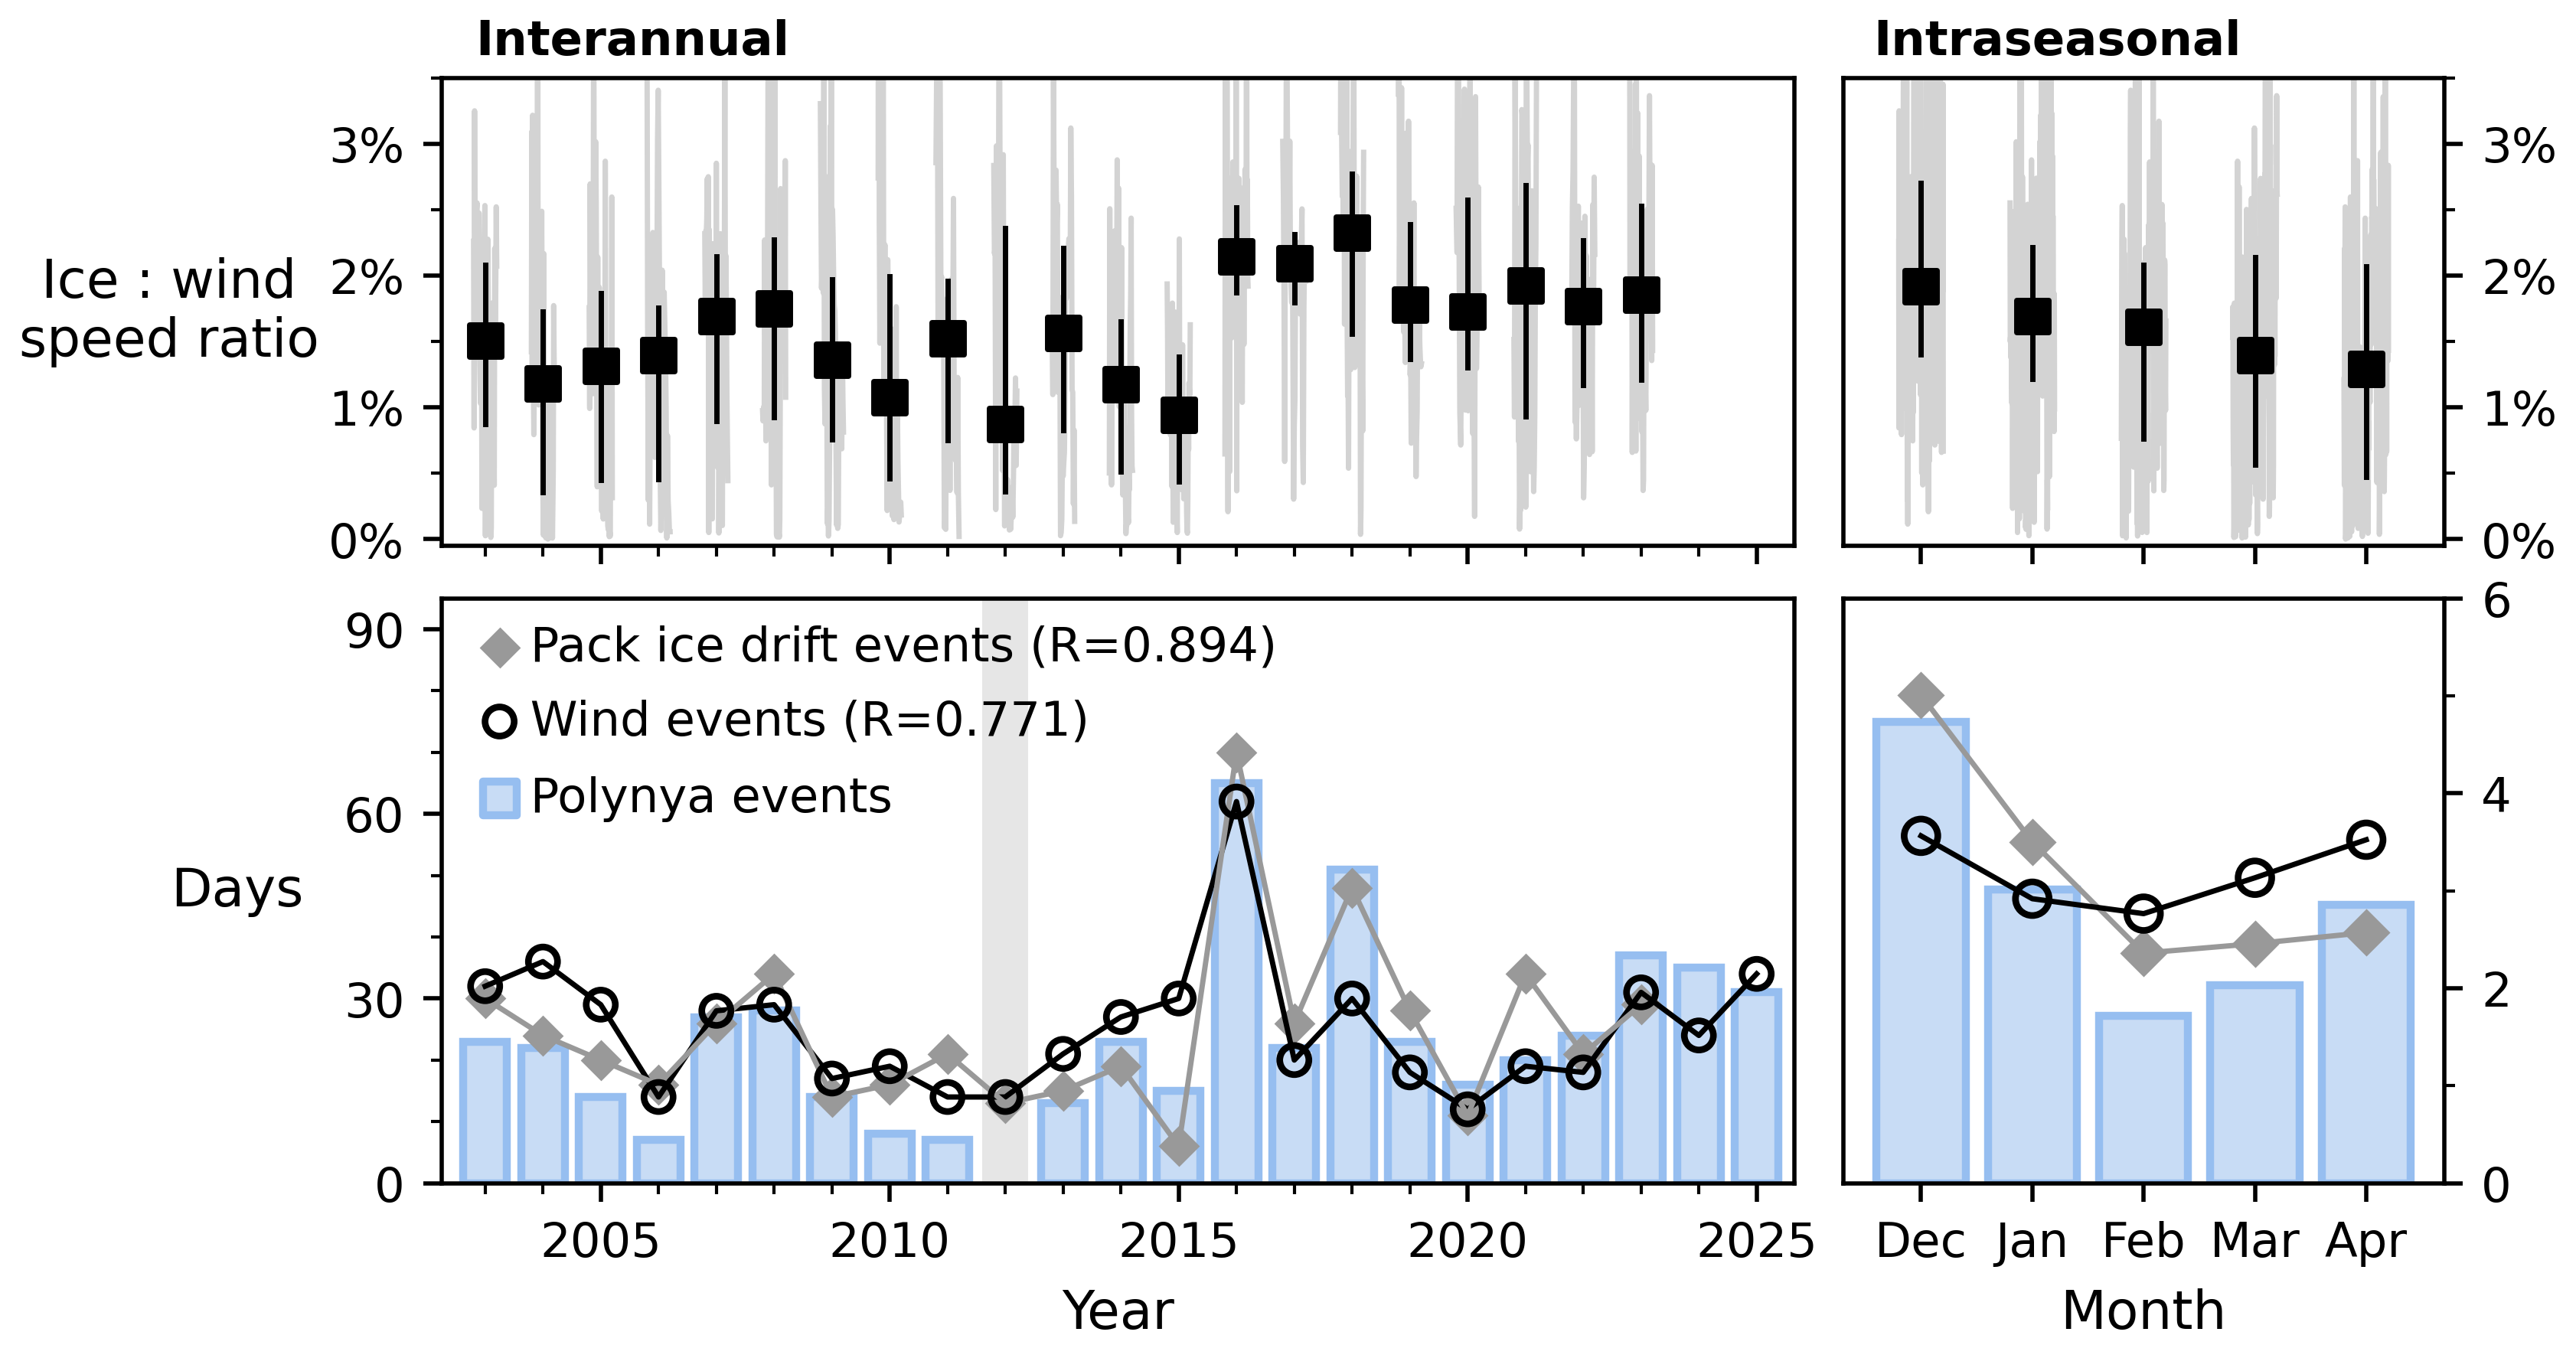 Interannual
Intraseasonal
3%
2%
1%
0%
Ice : wind
speed ratio
3%
2%
1%
0%
90
60
30
0
Days
Pack ice drift events (R=0.894)
Wind events (R=0.771)
Polynya events
6
4
2
0
2005 2010 2015 2020 2025
Dec Jan Feb Mar Apr
Year
Month